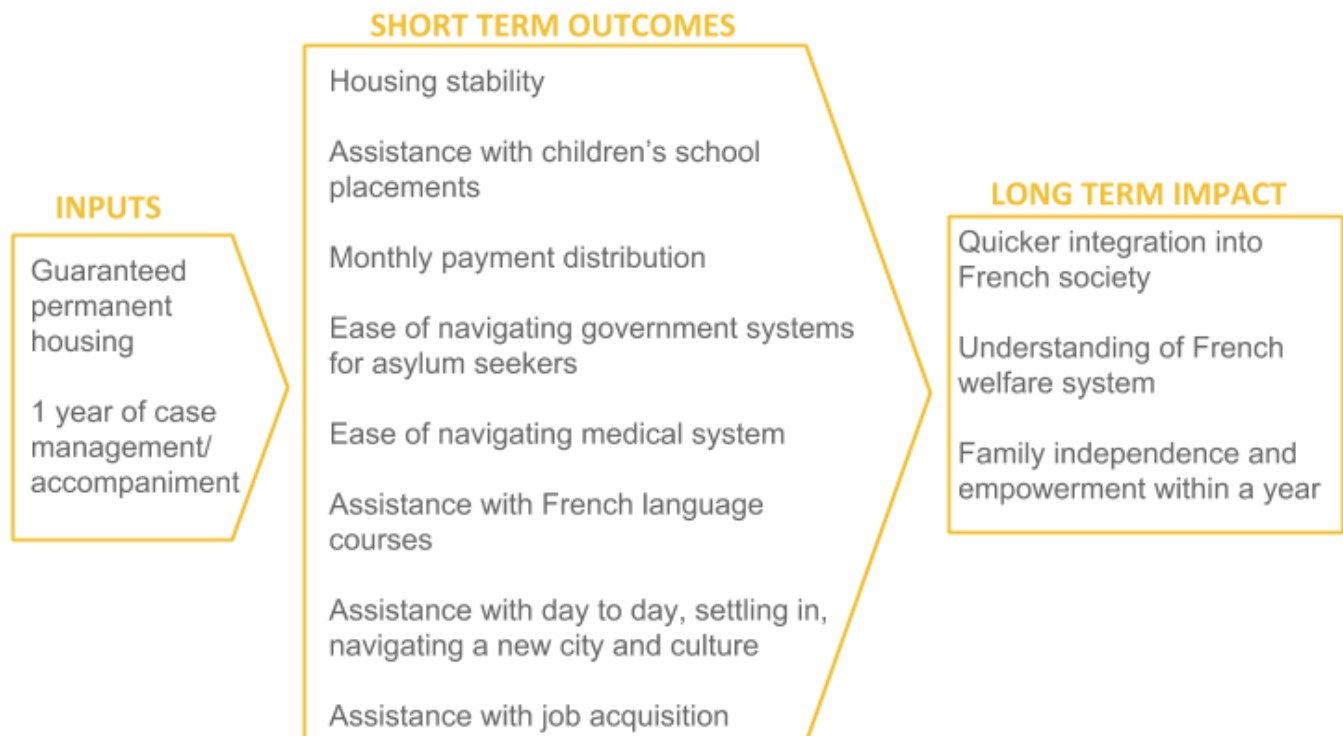 SHORT TERM OUTCOMES
Housing stability
Assistance with children's school
placements
Monthly payment distribution
Ease of navigating government systems
for asylum seekers
Ease of navigating medical system
Assistance with French language
courses
Assistance with day to day, settling in,
navigating a new city and culture
Assistance with job acquisition
INPUTS
Guaranteed
permanent
housing
1 year of case
management/
accompaniment
LONG TERM IMPACT
Quicker integration into
French society
Understanding of French
welfare system
Family independence and
empowerment within a year